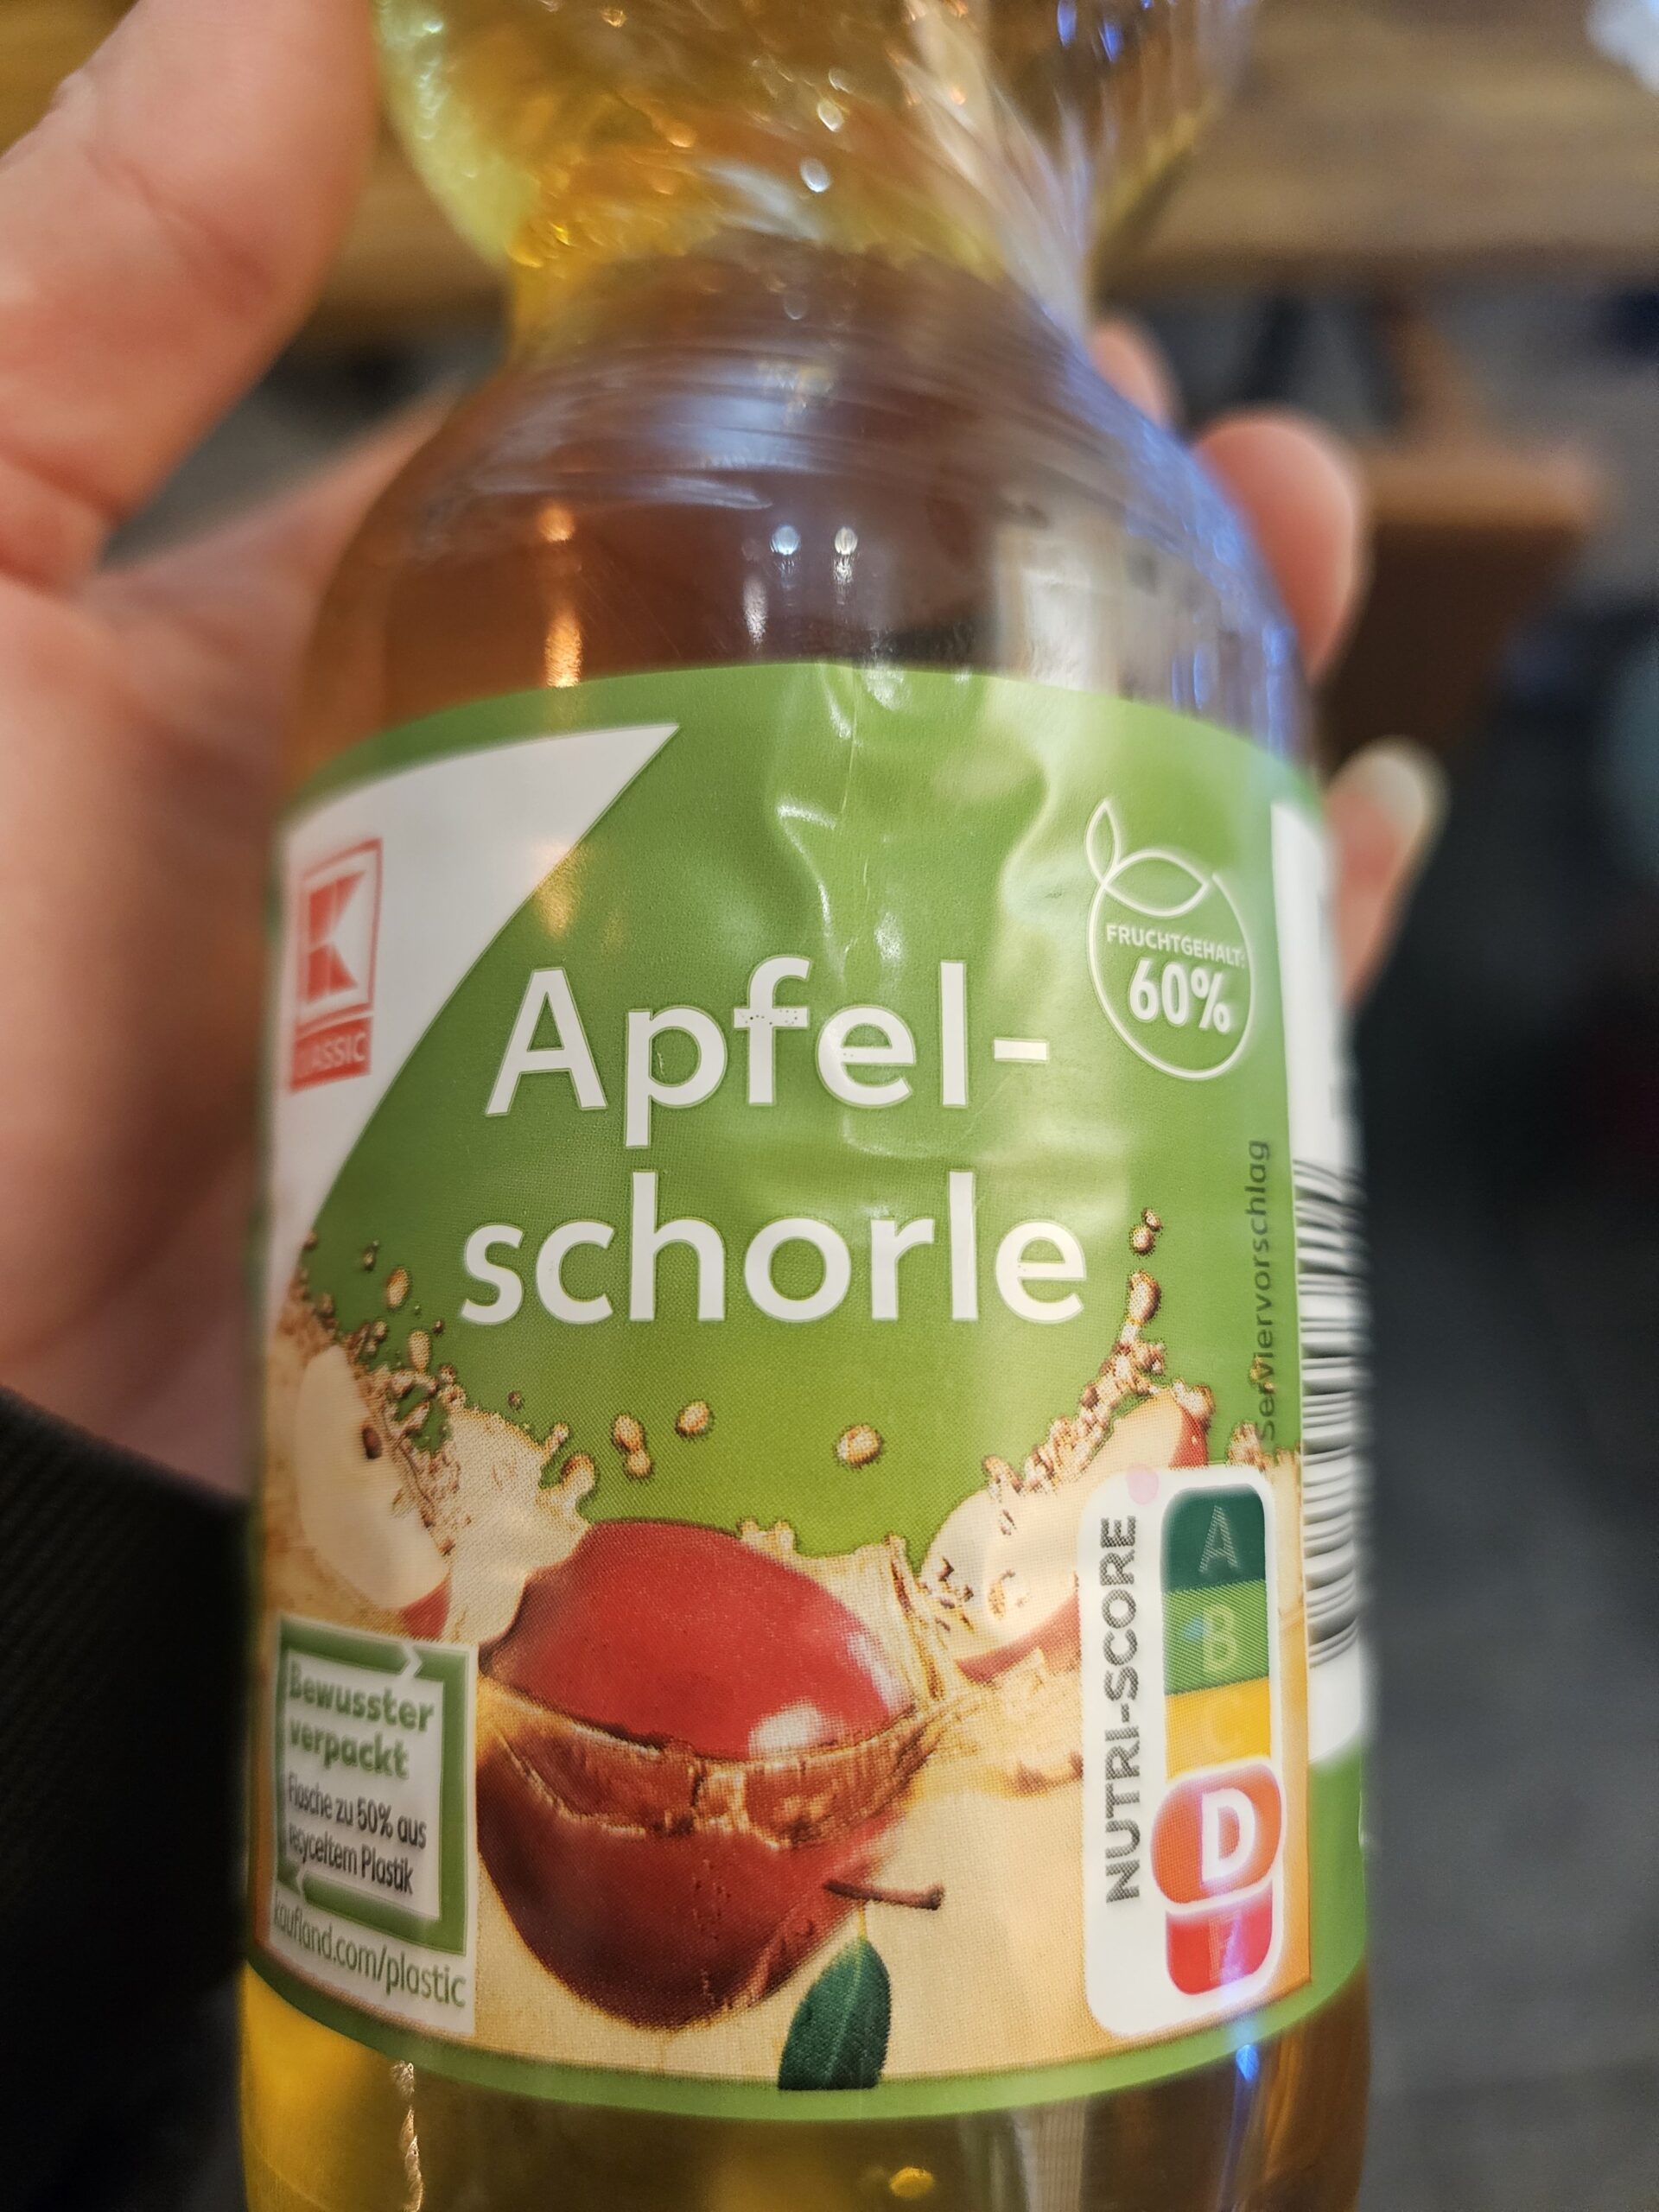 K
CLASSIC
FRUCHTGEHALT:
60%
Apfel-
schorle
Serviervorschlag
NUTRI-SCORE
A
B
C
D
E
Bewusster
verpackt
Flasche zu 50% aus
recyceltem Plastik
kaufland.com/plastic